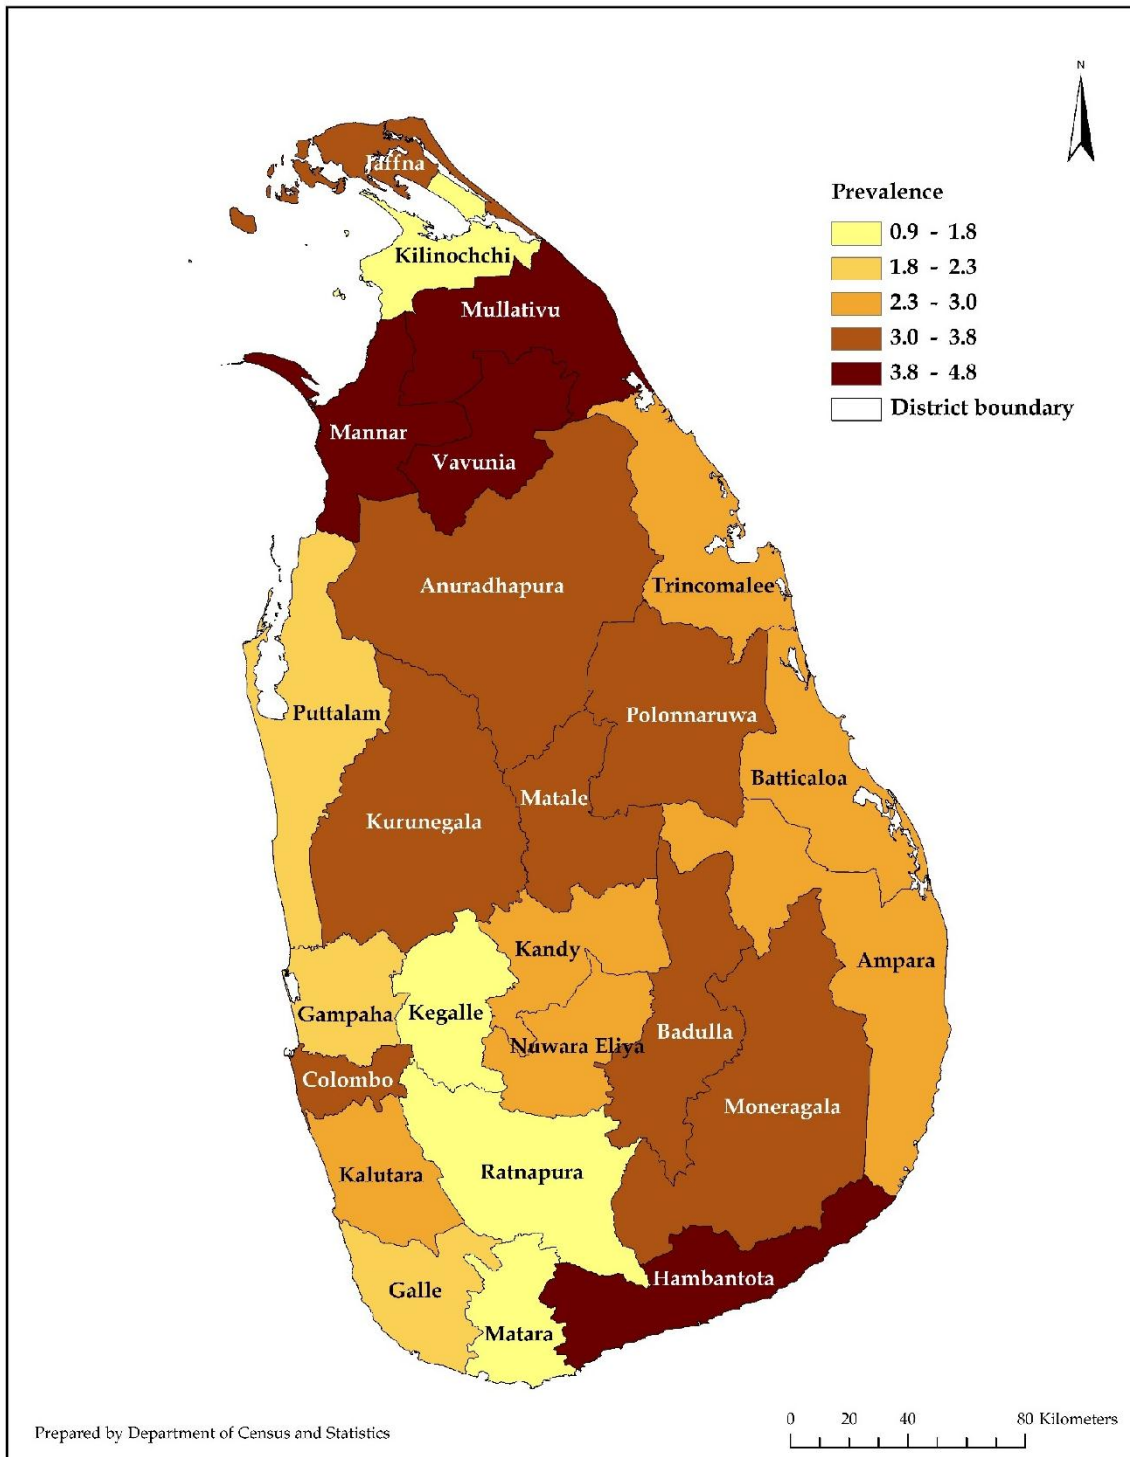 N
Prevalence
0.9 - 1.8
1.8 - 2.3
2.3 - 3.0
3.0 - 3.8
3.8 - 4.8
District boundary
Jaffna
Kilinochchi
Mullativu
Mannar
Vavunia
Anuradhapura
Trincomalee
Puttalam
Polonnaruwa
Batticaloa
Matale
Kurunegala
Kandy
Ampara
Gampaha
Kegalle
Nuwara Eliya
Badulla
Colombo
Moneragala
Kalutara
Ratnapura
Hambantota
Galle
Matara
0 20 40 80 Kilometers
Prepared by Department of Census and Statistics